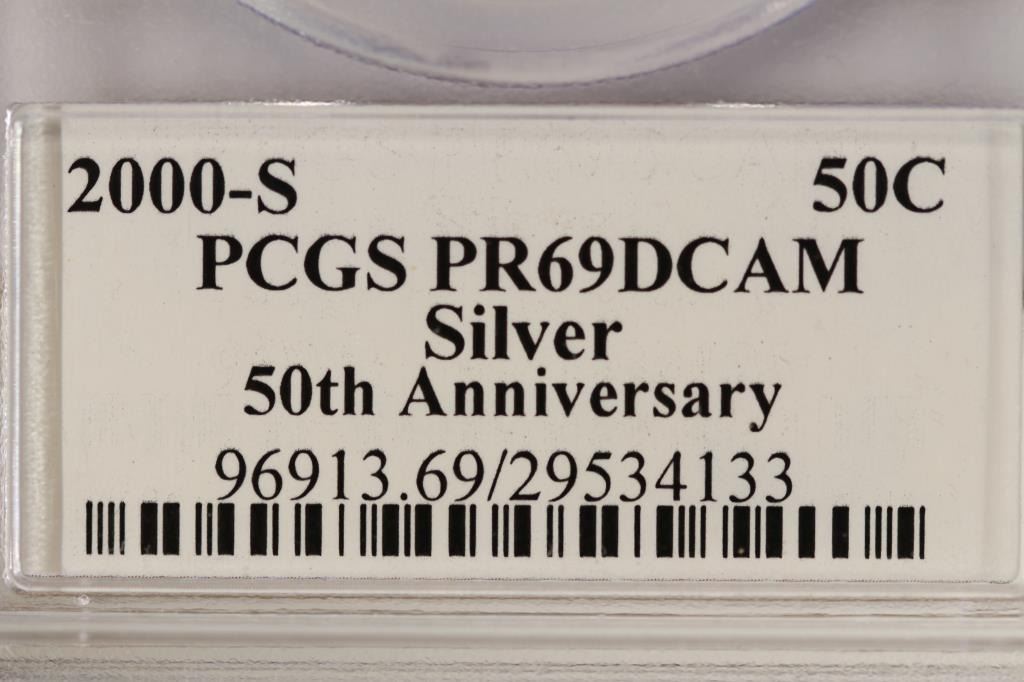 2000-S 50C
PCGS PR69DCAM
Silver
50th Anniversary
96913.69/29534133